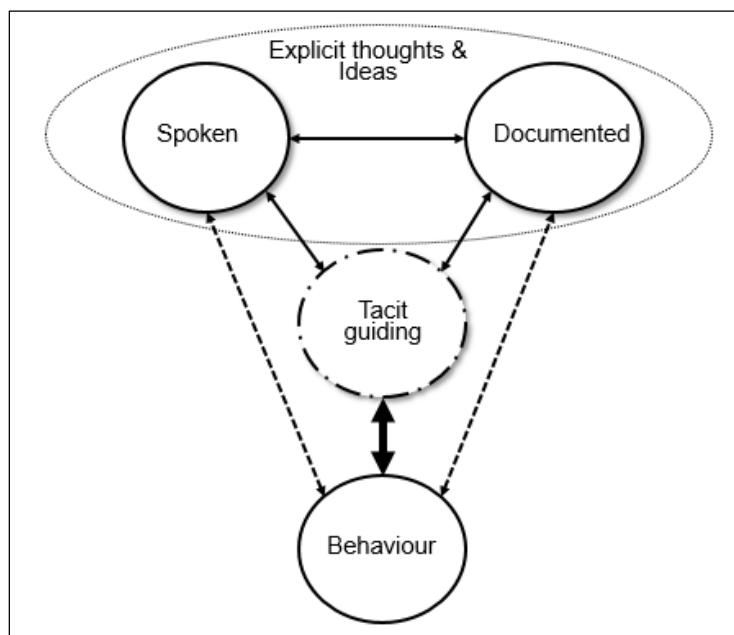 Explicit thoughts &
Ideas
Spoken
Documented
Tacit
guiding
Behaviour